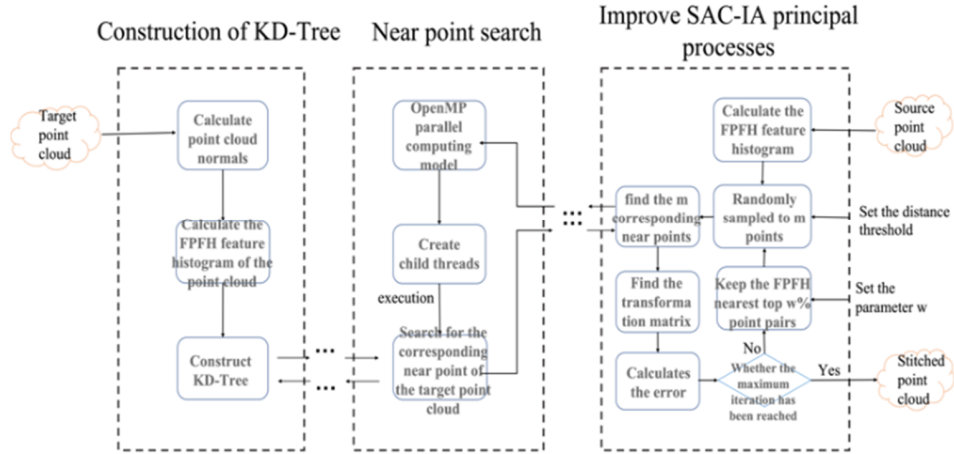 Construction of KD-Tree
Near point search
Improve SAC-IA principal
processes
Target
point
cloud
Calculate
point cloud
normals
Calculate the
FPFH feature
histogram of the
point cloud
Construct
KD-Tree
...
...
OpenMP
parallel
computing
model
Create
child threads
execution
Search for the
corresponding
near point of
the target point
cloud
...
...
Calculate the
FPFH feature
histogram
Source
point
cloud
find the m
corresponding
near points
Randomly
sampled to m
points
Set the distance
threshold
Find the
transforma
tion matrix
Keep the FPFH
nearest top w%
point pairs
Set the
parameter w
Calculates
the error
No
Whether the
maximum
iteration has
been reached
Yes
Stitched
point
cloud